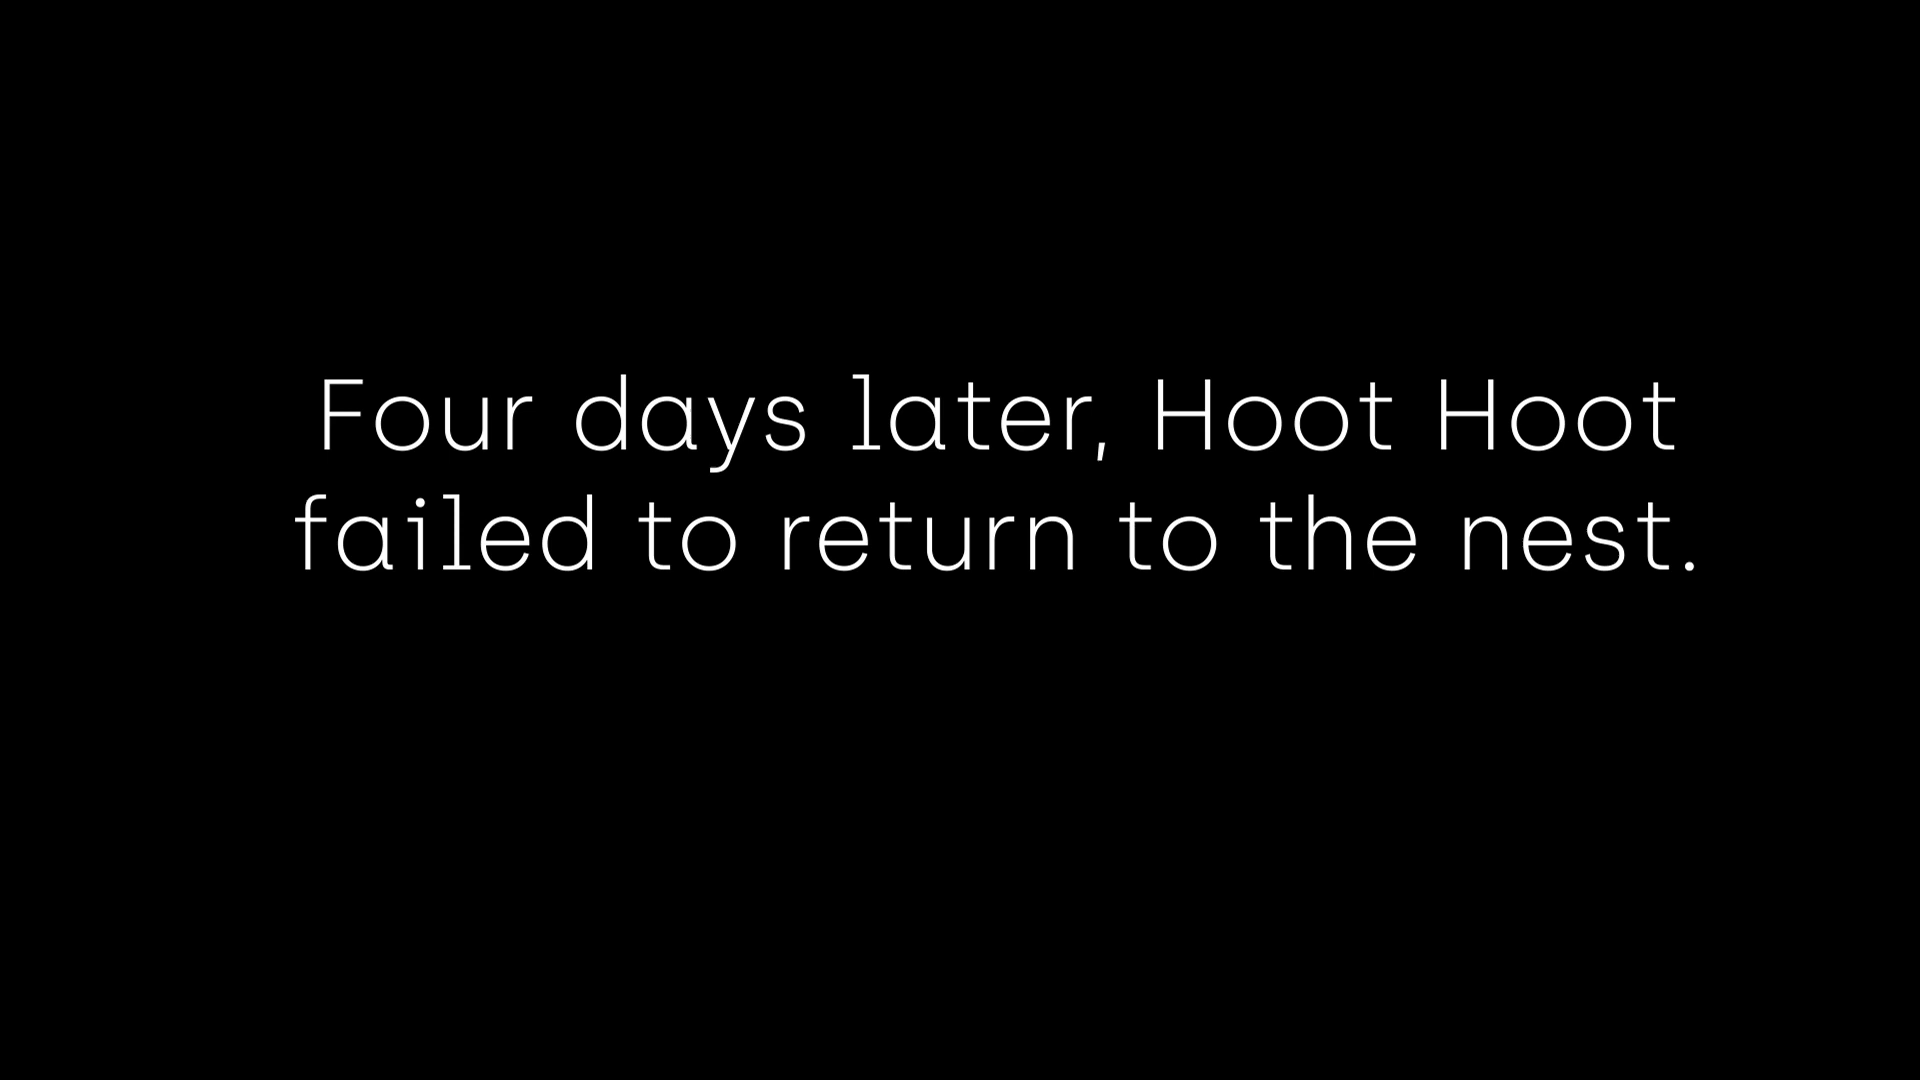 Four days later, Hoot Hoot
failed to return to the nest.